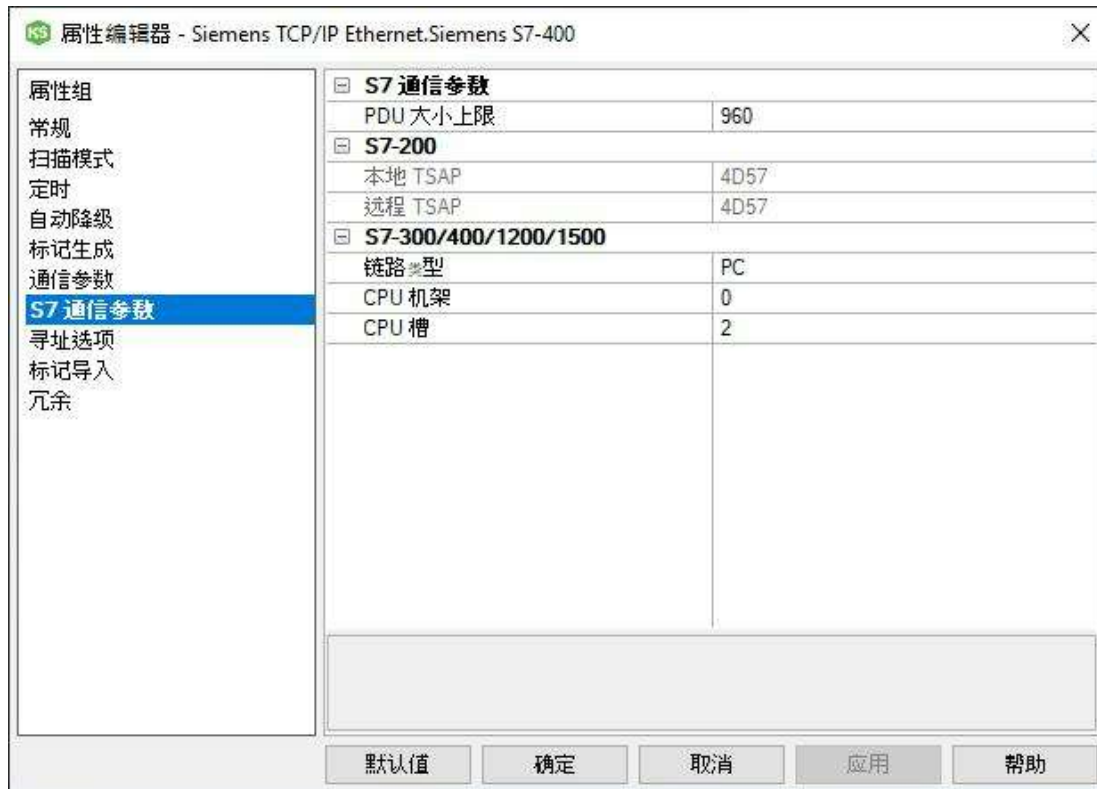 KS 属性编辑器 - Siemens TCP/IP Ethernet.Siemens S7-400
属性组
常规
扫描模式
定时
自动降级
标记生成
通信参数
S7 通信参数
寻址选项
标记导入
冗余
S7 通信参数
PDU 大小上限 960
S7-200
本地 TSAP 4D57
远程 TSAP 4D57
S7-300/400/1200/1500
链路类型 PC
CPU 机架 0
CPU 槽 2
默认值 确定 取消 应用 帮助